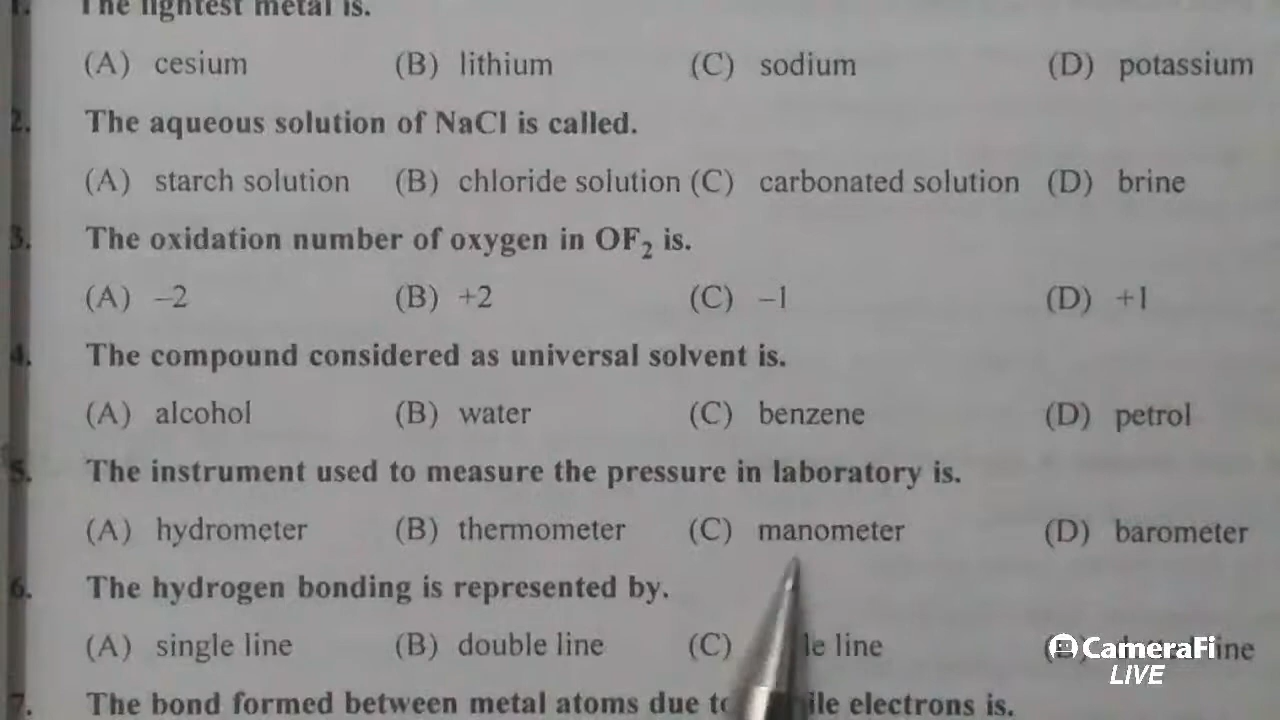 1. The lightest metal is.
(A) cesium (B) lithium (C) sodium (D) potassium
2. The aqueous solution of NaCl is called.
(A) starch solution (B) chloride solution (C) carbonated solution (D) brine
3. The oxidation number of oxygen in OF₂ is.
(A) –2 (B) +2 (C) –1 (D) +1
4. The compound considered as universal solvent is.
(A) alcohol (B) water (C) benzene (D) petrol
5. The instrument used to measure the pressure in laboratory is.
(A) hydrometer (B) thermometer (C) manometer (D) barometer
6. The hydrogen bonding is represented by.
(A) single line (B) double line (C) line
CameraFi
LIVE
7. The bond formed between metal atoms due electrons is.